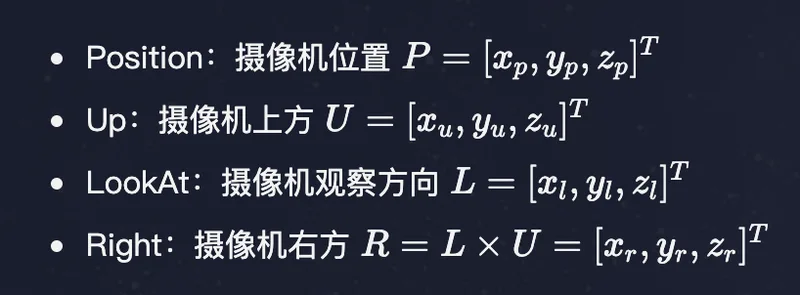 • Position：摄像机位置 $P = [x_p, y_p, z_p]^T$
• Up：摄像机上方 $U = [x_u, y_u, z_u]^T$
• LookAt：摄像机观察方向 $L = [x_l, y_l, z_l]^T$
• Right：摄像机右方 $R = L \times U = [x_r, y_r, z_r]^T$